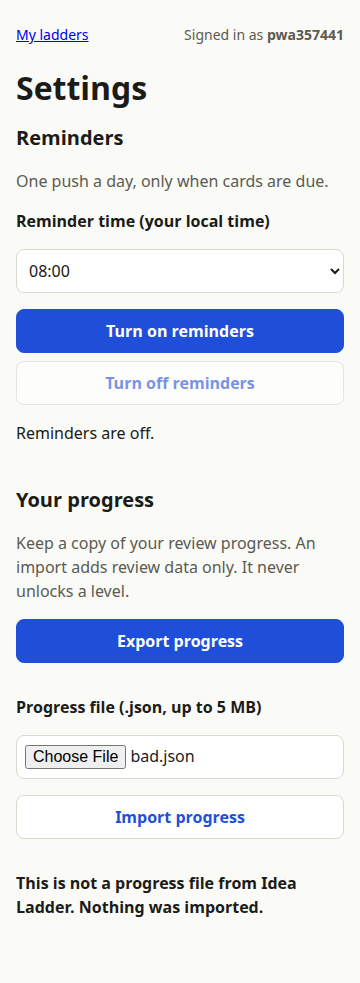 My ladders
Signed in as pwa357441
Settings
Reminders
One push a day, only when cards are due.
Reminder time (your local time)
08:00
Turn on reminders
Turn off reminders
Reminders are off.
Your progress
Keep a copy of your review progress. An
import adds review data only. It never
unlocks a level.
Export progress
Progress file (.json, up to 5 MB)
Choose File bad.json
Import progress
This is not a progress file from Idea
Ladder. Nothing was imported.